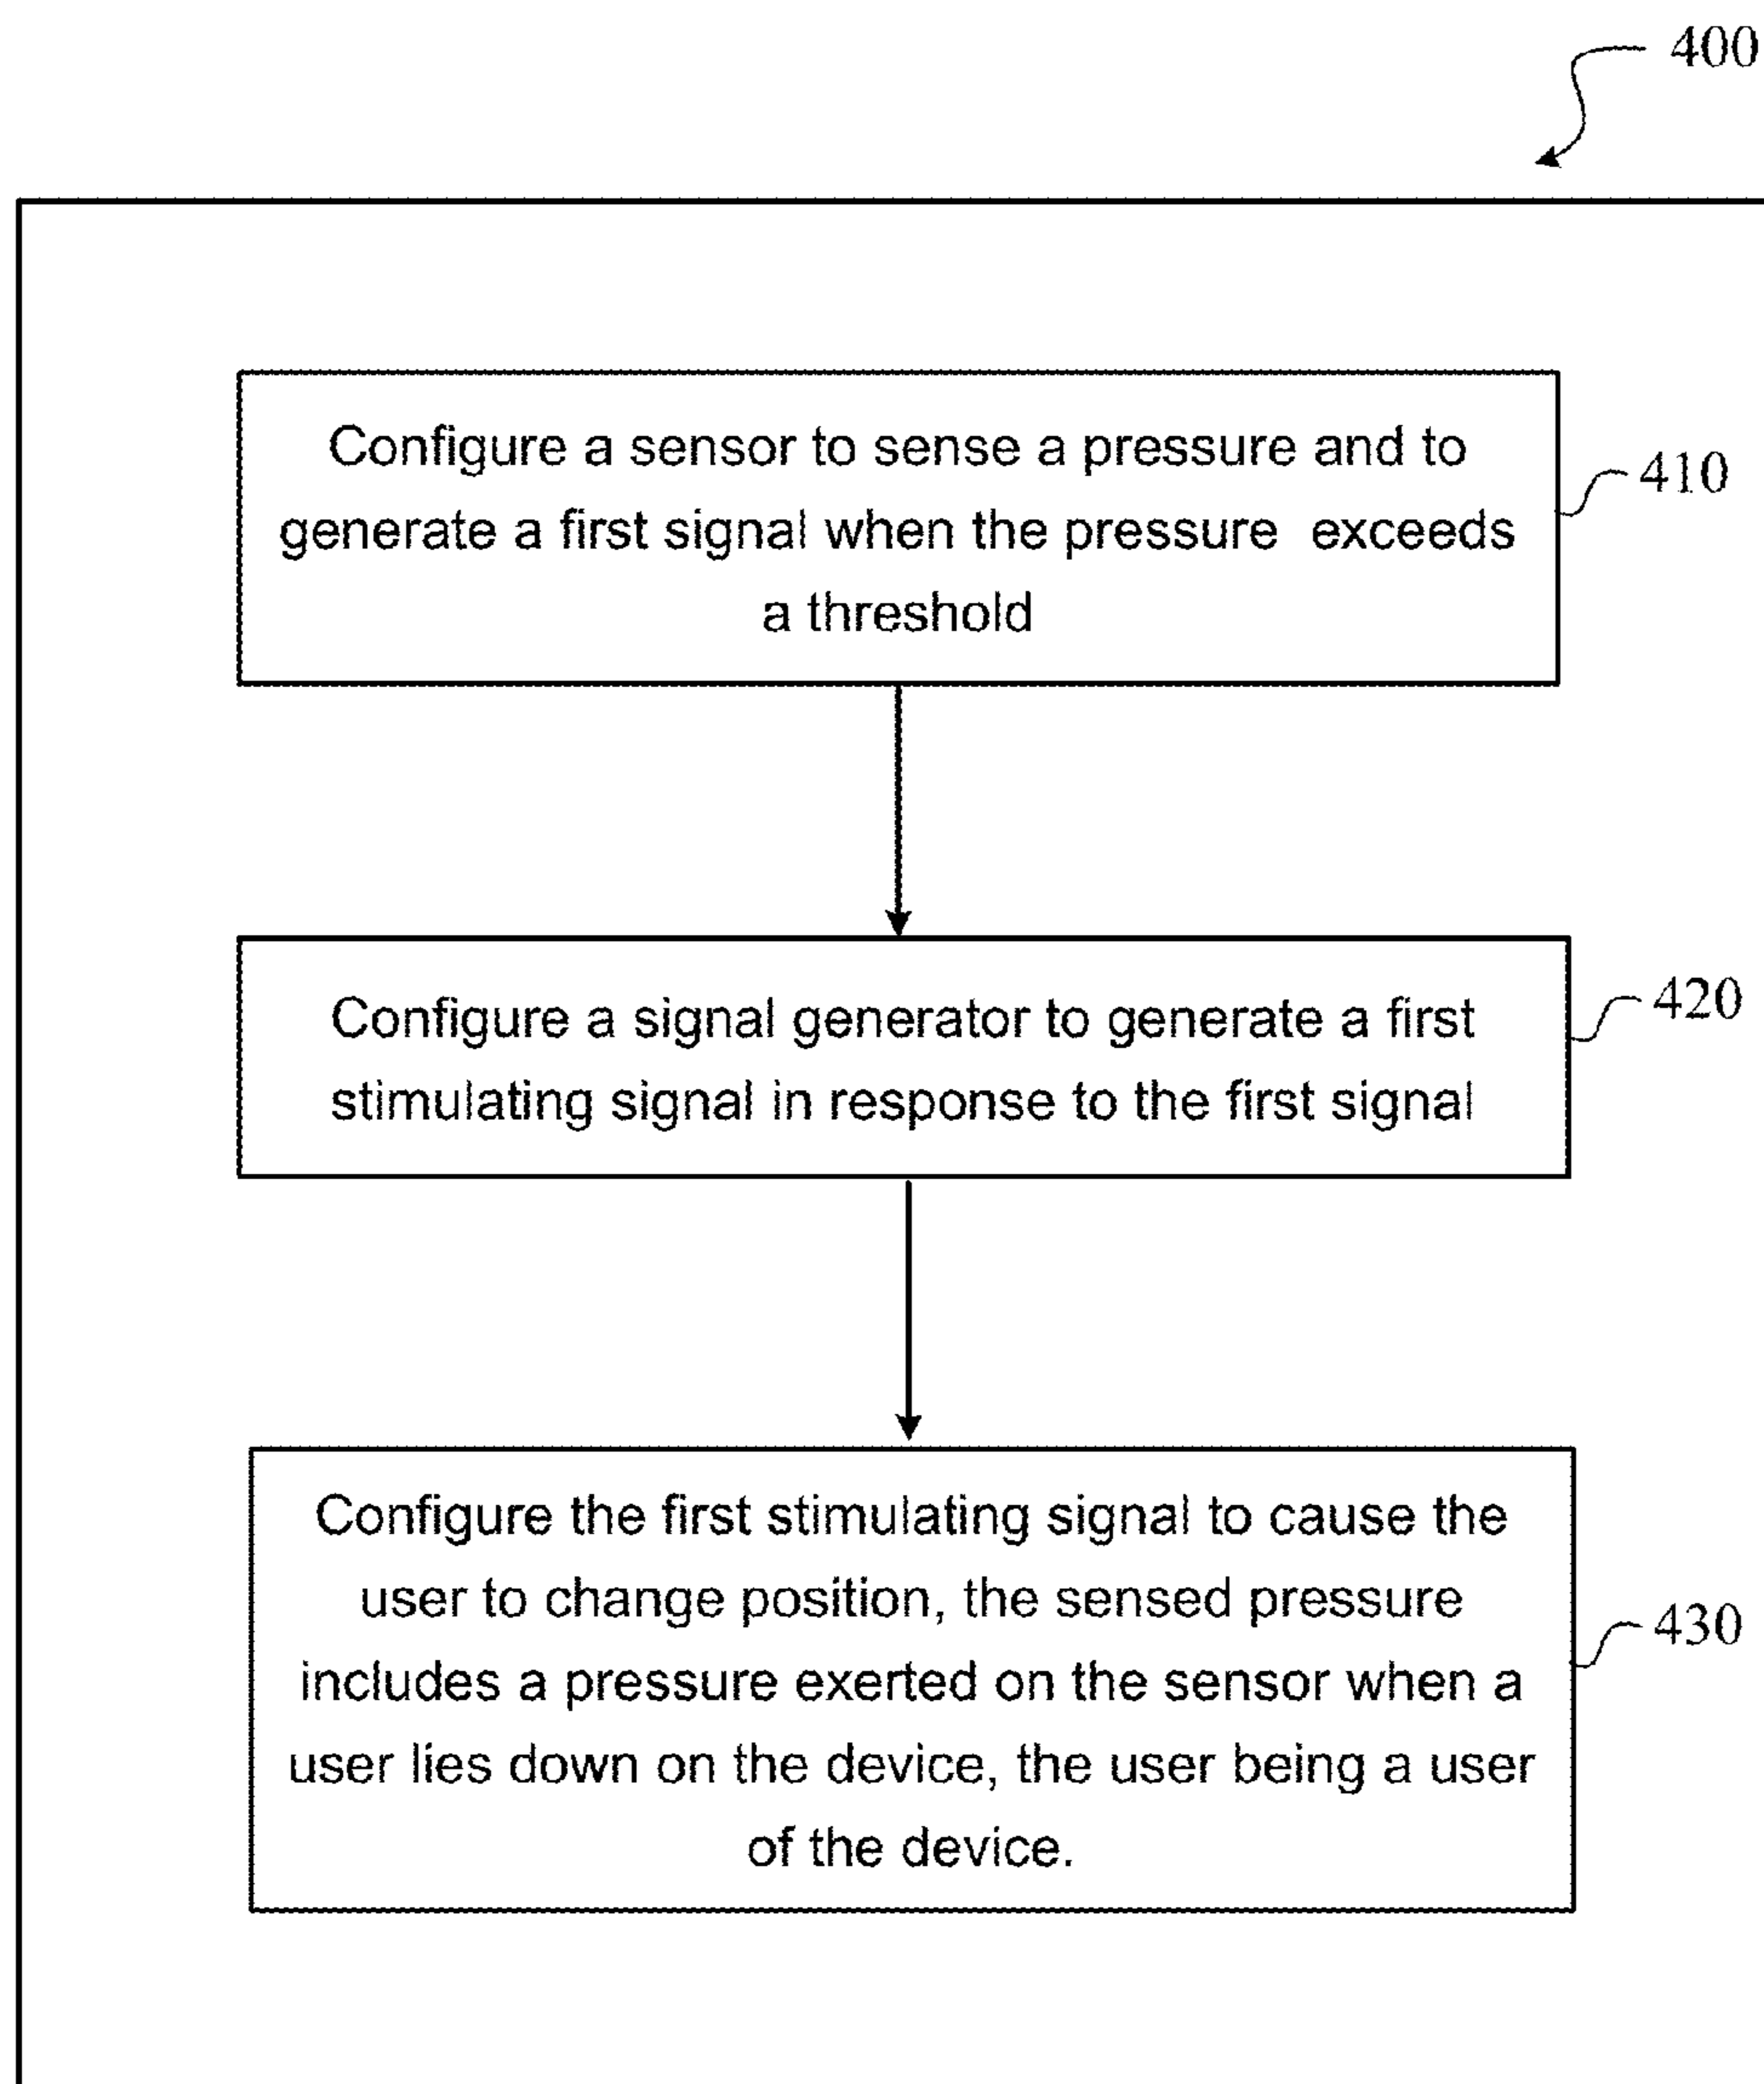 400
Configure a sensor to sense a pressure and to
generate a first signal when the pressure exceeds
a threshold
410
Configure a signal generator to generate a first
stimulating signal in response to the first signal
420
Configure the first stimulating signal to cause the
user to change position, the sensed pressure
includes a pressure exerted on the sensor when a
user lies down on the device, the user being a user
of the device.
430